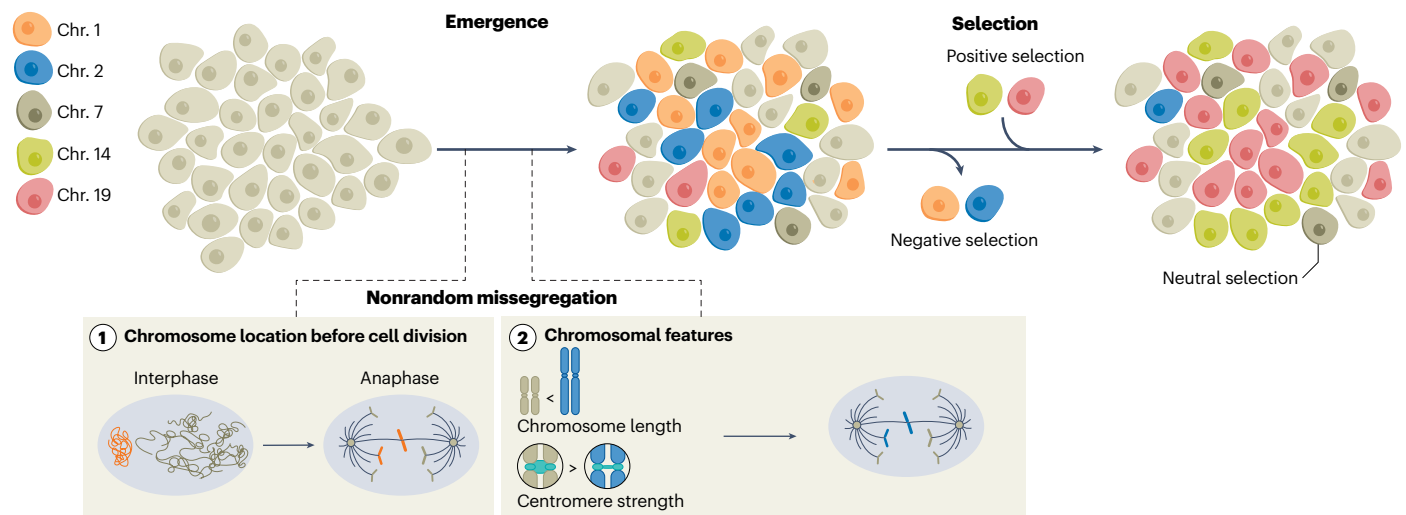 Chr. 1
Chr. 2
Chr. 7
Chr. 14
Chr. 19
Emergence
Selection
Positive selection
Negative selection
Neutral selection
Nonrandom missegregation
1 Chromosome location before cell division
Interphase
Anaphase
2 Chromosomal features
<
Chromosome length
>
Centromere strength